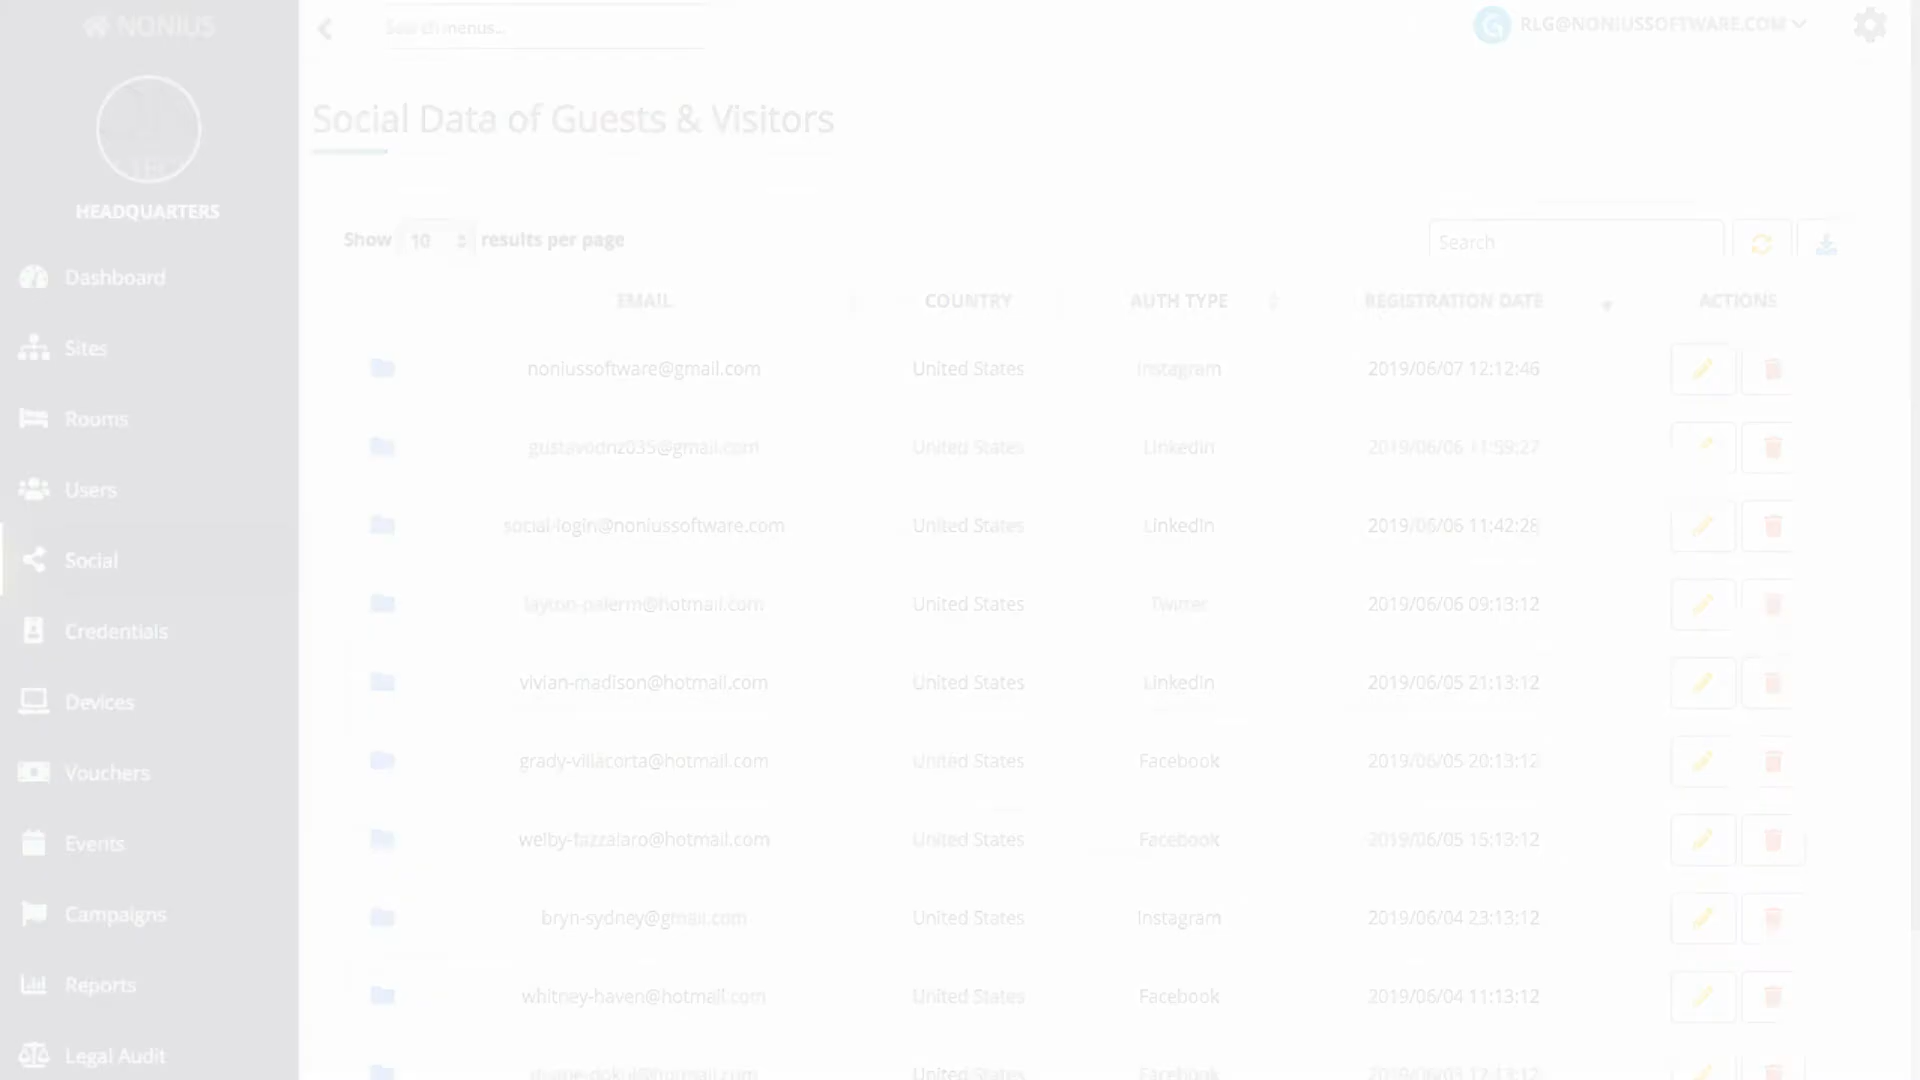 NONIUS
Search menus...
RLG@NONIUSSOFTWARE.COM
Social Data of Guests & Visitors
HEADQUARTERS
Show 10 results per page
Search
EMAIL COUNTRY AUTH TYPE REGISTRATION DATE ACTIONS
Dashboard
Sites
Rooms
Users
Social
Credentials
Devices
Vouchers
Events
Campaigns
Reports
Legal Audit
noniussoftware@gmail.com United States Instagram 2019/06/07 12:12:46
gustavodnz035@gmail.com United States LinkedIn 2019/06/06 11:59:27
social-login@noniussoftware.com United States LinkedIn 2019/06/06 11:42:28
layton-palerm@hotmail.com United States Twitter 2019/06/06 09:13:12
vivian-madison@hotmail.com United States LinkedIn 2019/06/05 21:13:12
grady-villacorta@hotmail.com United States Facebook 2019/06/05 20:13:12
welby-fazzalaro@hotmail.com United States Facebook 2019/06/05 15:13:12
bryn-sydney@gmail.com United States Instagram 2019/06/04 23:13:12
whitney-haven@hotmail.com United States Facebook 2019/06/04 11:13:12
United States Facebook